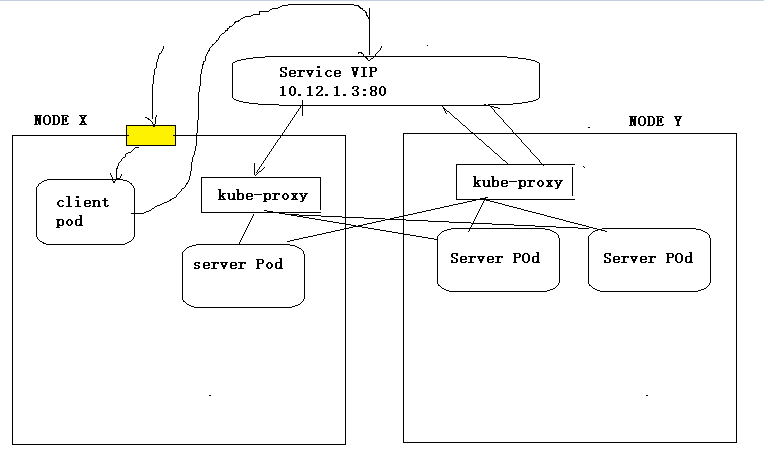 Service VIP
10.12.1.3:80
NODE X
NODE Y
client
pod
kube-proxy
kube-proxy
server Pod
Server POd
Server POd